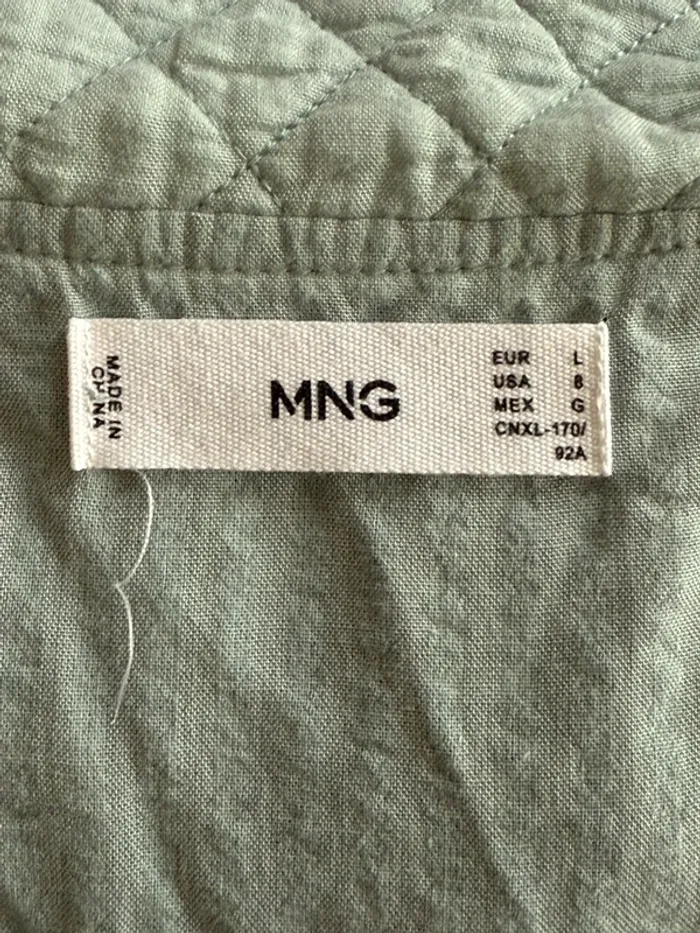 MADE IN
CHINA
MNG
EUR L
USA 8
MEX G
CNXL-170/
92A